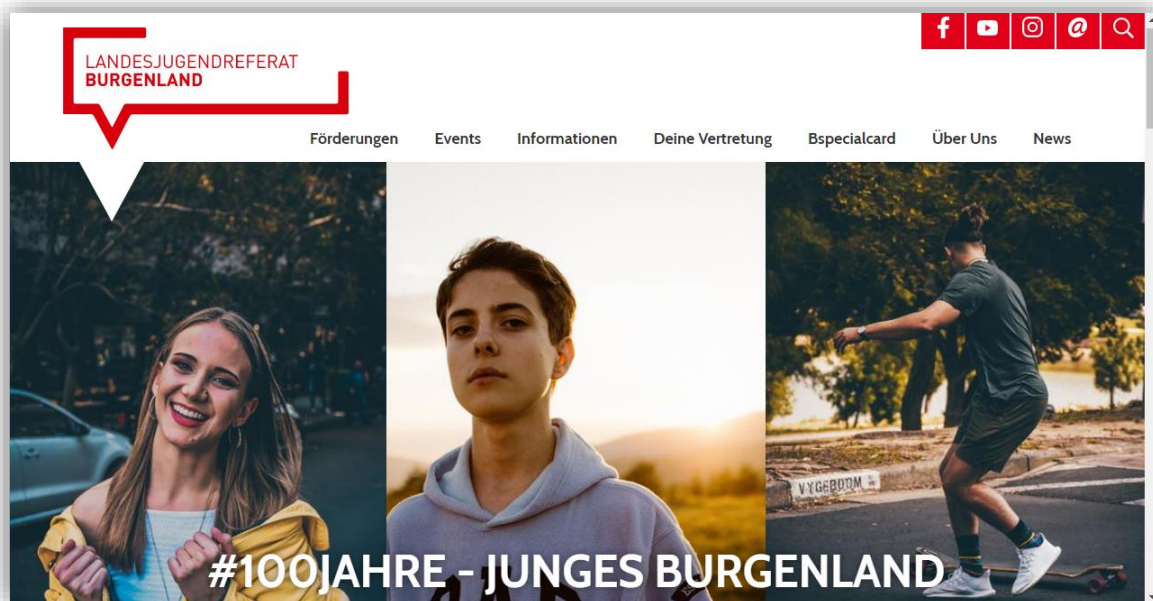 LANDESJUGENDREFERAT
BURGENLAND
Förderungen Events Informationen Deine Vertretung Bspecialcard Über Uns News
VYGEBOOM
#100JAHRE - JUNGES BURGENLAND